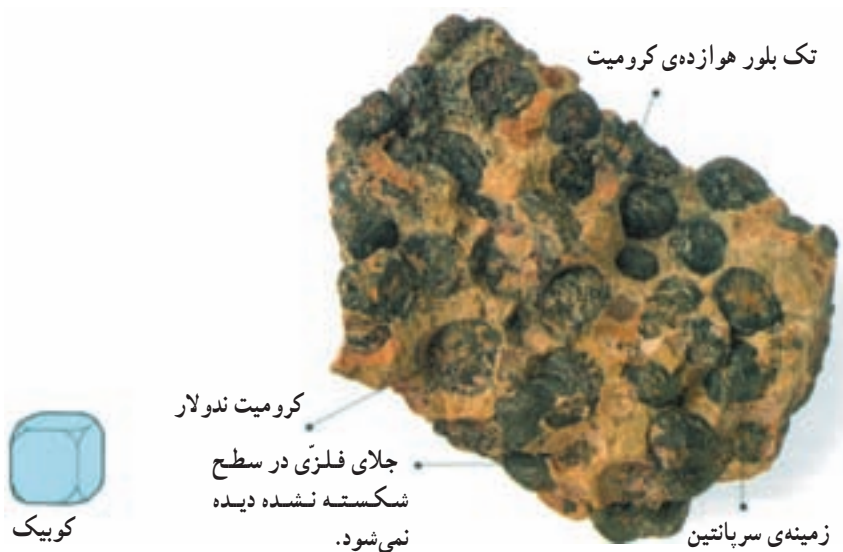 تک بلور هوازده‌ی کرومیت
کرومیت ندولار
جلای فلزّی در سطح
شکسته نشده دیده
نمی‌شود.
زمینه‌ی سرپانتین
کوبیک